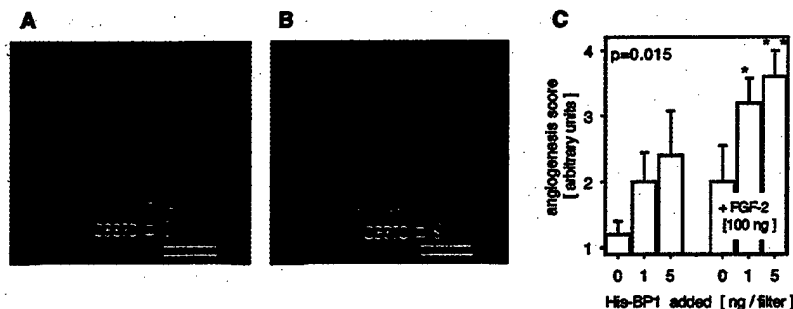 A
B
C
p=0.015
*
* *
4
3
2
1
angiogenesis score
[ arbitrary units ]
+ FGF-2
[100 ng ]
0 1 5 0 1 5
His-BP1 added [ ng / filter ]